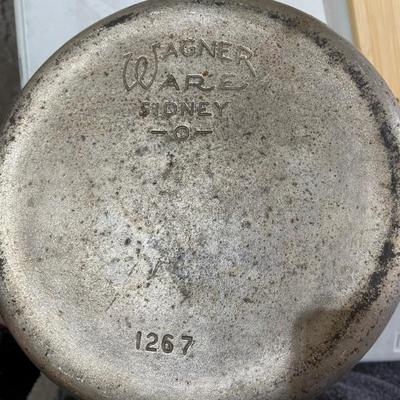 WAGNER
WARE
SIDNEY
-O-
1267